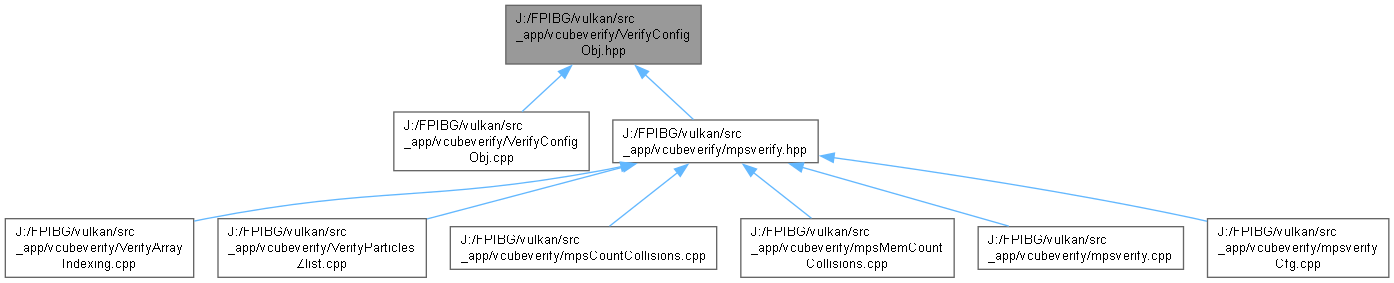 J:/FPIBG/vulkan/src
_app/vcubeverify/VerifyConfig
Obj.hpp
J:/FPIBG/vulkan/src
_app/vcubeverify/VerifyConfig
Obj.cpp
J:/FPIBG/vulkan/src
_app/vcubeverify/mpsverify.hpp
J:/FPIBG/vulkan/src
_app/vcubeverify/VerifyArray
Indexing.cpp
J:/FPIBG/vulkan/src
_app/vcubeverify/VerifyParticles
Zlist.cpp
J:/FPIBG/vulkan/src
_app/vcubeverify/mpsCountCollisions.cpp
J:/FPIBG/vulkan/src
_app/vcubeverify/mpsMemCount
Collisions.cpp
J:/FPIBG/vulkan/src
_app/vcubeverify/mpsverify.cpp
J:/FPIBG/vulkan/src
_app/vcubeverify/mpsverify
Cfg.cpp